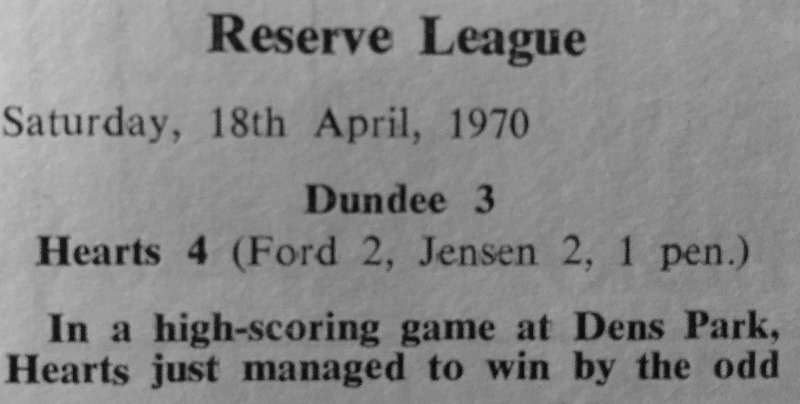 Reserve League
Saturday, 18th April, 1970
Dundee 3
Hearts 4 (Ford 2, Jensen 2, 1 pen.)
In a high-scoring game at Dens Park,
Hearts just managed to win by the odd